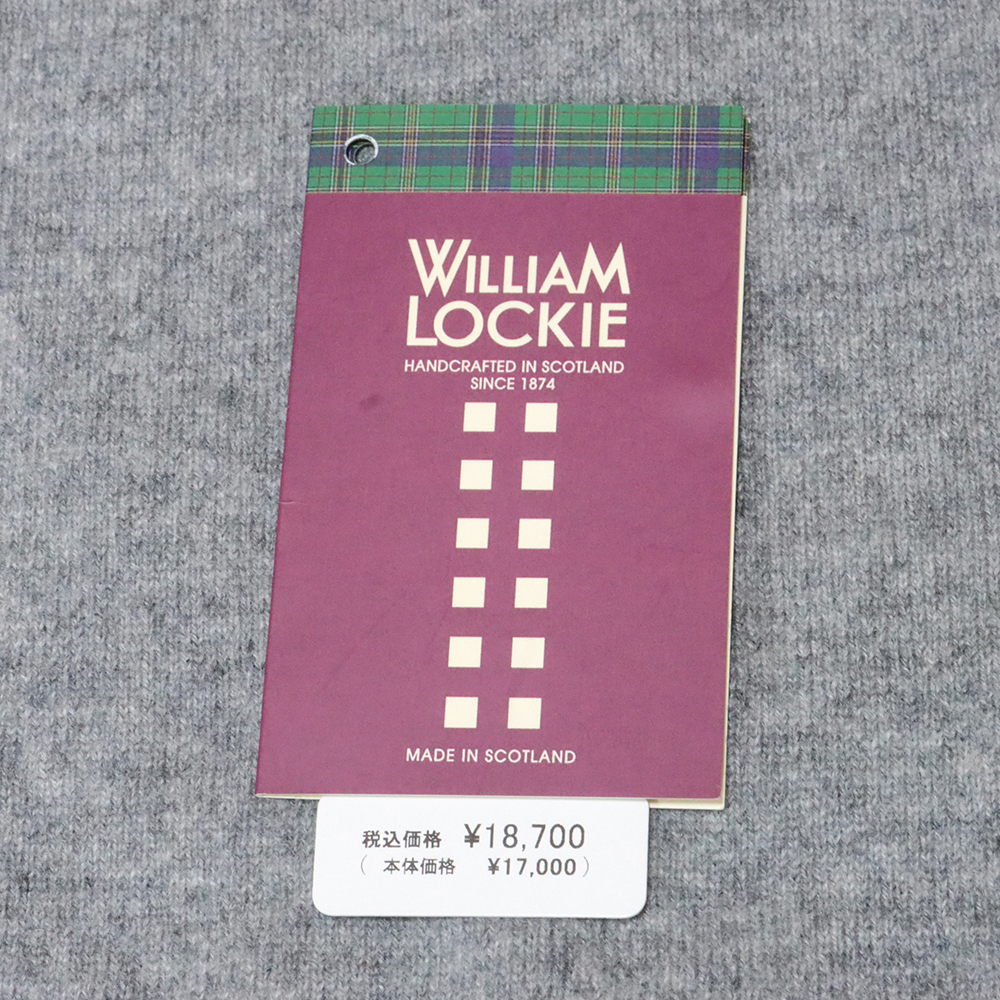 WILLIAM
LOCKIE
HANDCRAFTED IN SCOTLAND
SINCE 1874
MADE IN SCOTLAND
税込価格 ¥18,700
( 本体価格 ¥17,000 )